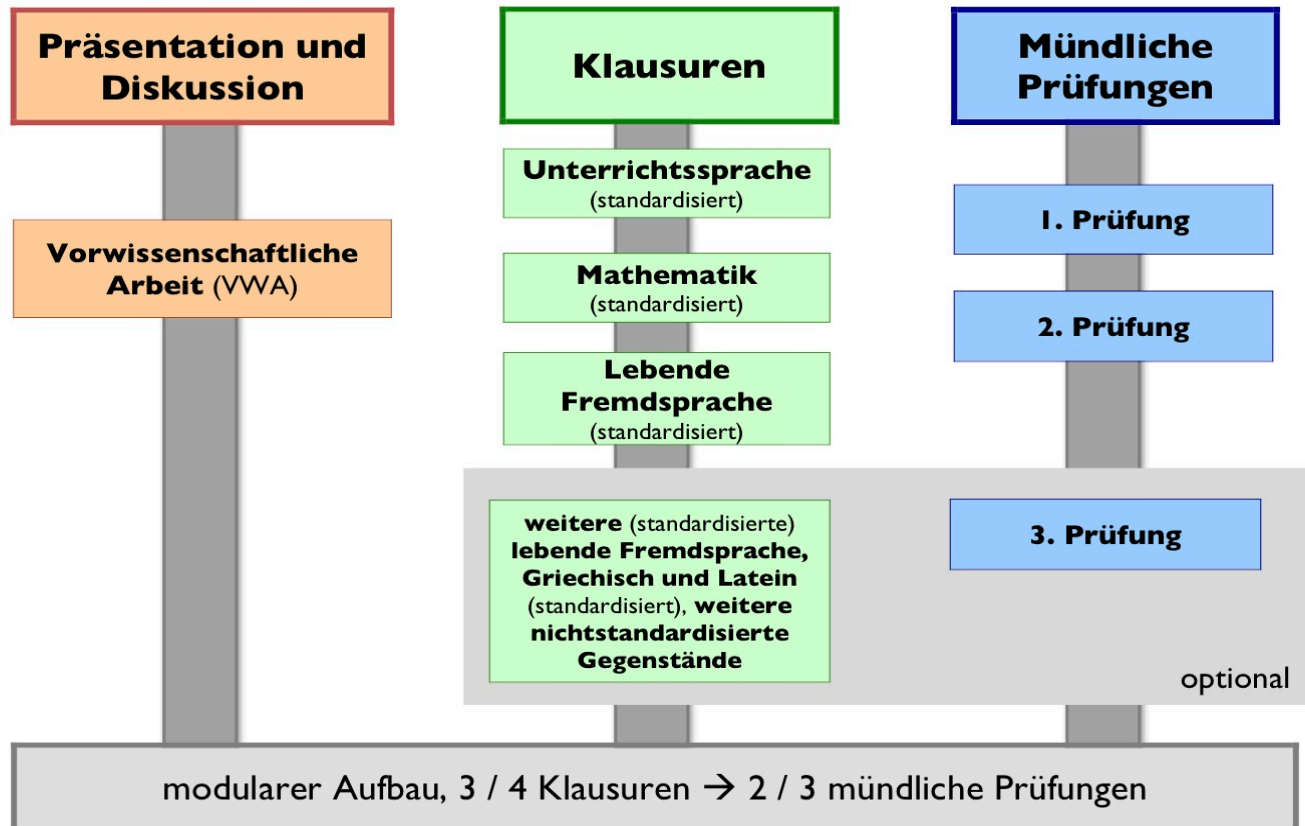 Präsentation und
Diskussion
Vorwissenschaftliche
Arbeit (VWA)
Klausuren
Unterrichtssprache
(standardisiert)
Mathematik
(standardisiert)
Lebende
Fremdsprache
(standardisiert)
weitere (standardisierte)
lebende Fremdsprache,
Griechisch und Latein
(standardisiert), weitere
nichtstandardisierte
Gegenstände
Mündliche
Prüfungen
1. Prüfung
2. Prüfung
3. Prüfung
optional
modularer Aufbau, 3 / 4 Klausuren → 2 / 3 mündliche Prüfungen